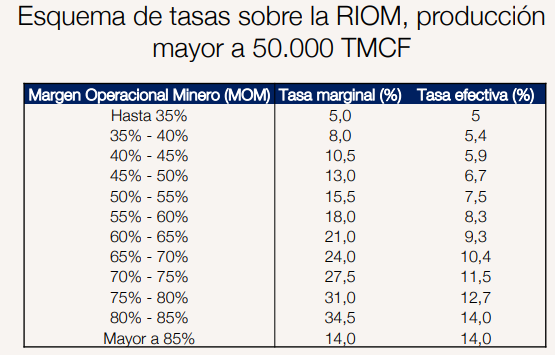 Esquema de tasas sobre la RIOM, producción
mayor a 50.000 TMCF
Margen Operacional Minero (MOM) Tasa marginal (%) Tasa efectiva (%)
Hasta 35% 5,0 5
35% - 40% 8,0 5,4
40% - 45% 10,5 5,9
45% - 50% 13,0 6,7
50% - 55% 15,5 7,5
55% - 60% 18,0 8,3
60% - 65% 21,0 9,3
65% - 70% 24,0 10,4
70% - 75% 27,5 11,5
75% - 80% 31,0 12,7
80% - 85% 34,5 14,0
Mayor a 85% 14,0 14,0